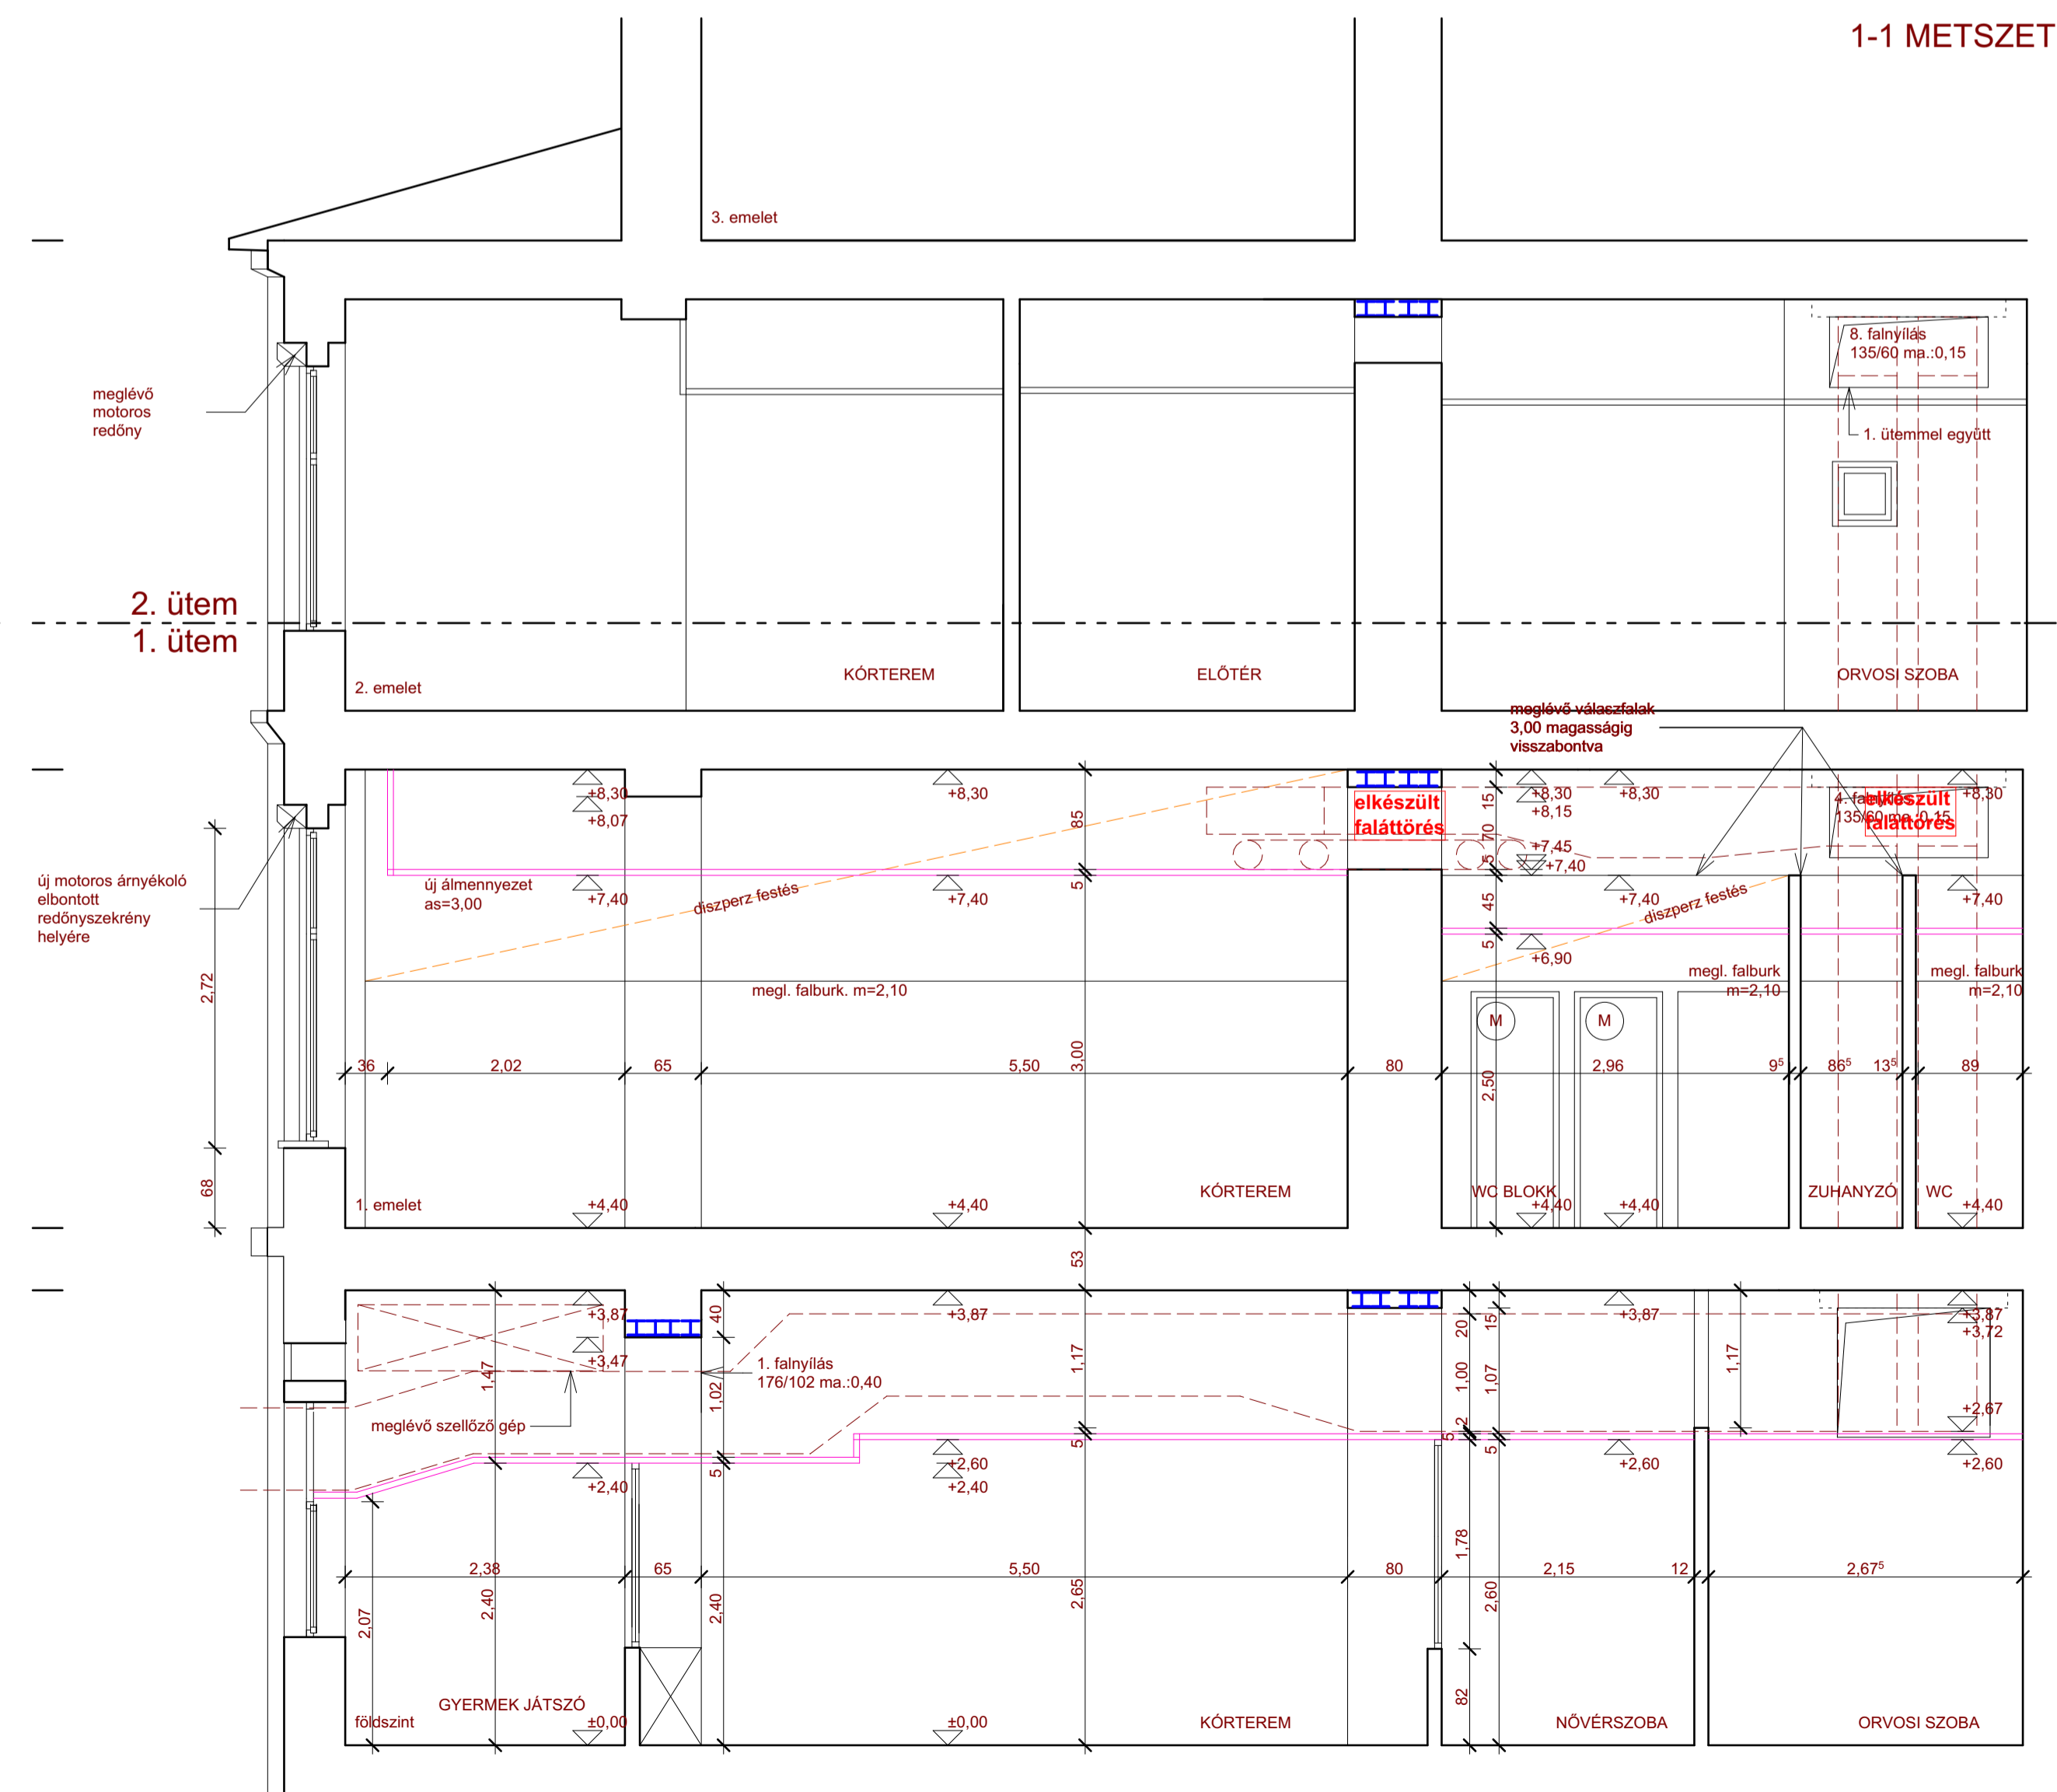 1-1 METSZET
3. emelet
8. falnyílás
135/60 ma.:0,15
meglévő
motoros
redőny
1. ütemmel együtt
2. ütem
1. ütem
KÓRTEREM
ELŐTÉR
ORVOSI SZOBA
2. emelet
meglévő válaszfalak
3,00 magasságig
visszabontva
+8,30
+8,07
+8,30
85
15
70
5
+8,30
+8,15
+8,30
+8,30
elkészült
faláttörés
4. falnyílás
135/60 ma.:0,15
elkészült
faláttörés
+7,45
+7,40
új motoros árnyékoló
elbontott
redőnyszekrény
helyére
új álmennyezet
as=3,00
+7,40
diszperz festés
+7,40
5
45
5
+7,40
diszperz festés
+7,40
+6,90
2,72
megl. falburk. m=2,10
megl. falburk
m=2,10
megl. falburk
m=2,10
M
M
36
2,02
65
5,50
3,00
80
2,50
2,96
9⁵
86⁵
13⁵
89
68
1. emelet
+4,40
+4,40
KÓRTEREM
WC BLOKK
+4,40
+4,40
ZUHANYZÓ
WC
+4,40
53
+3,87
40
+3,87
20
15
+3,87
+3,87
+3,72
+3,47
1,47
1. falnyílás
176/102 ma.:0,40
1,02
1,17
1,00
1,07
1,17
meglévő szellőző gép
+2,67
2
5
5
5
5
+2,60
+2,40
+2,60
+2,60
+2,40
1,78
2,38
65
5,50
80
2,15
12
2,67⁵
2,07
2,40
2,40
2,65
2,60
82
GYERMEK JÁTSZÓ
földszint
±0,00
±0,00
KÓRTEREM
NŐVÉRSZOBA
ORVOSI SZOBA